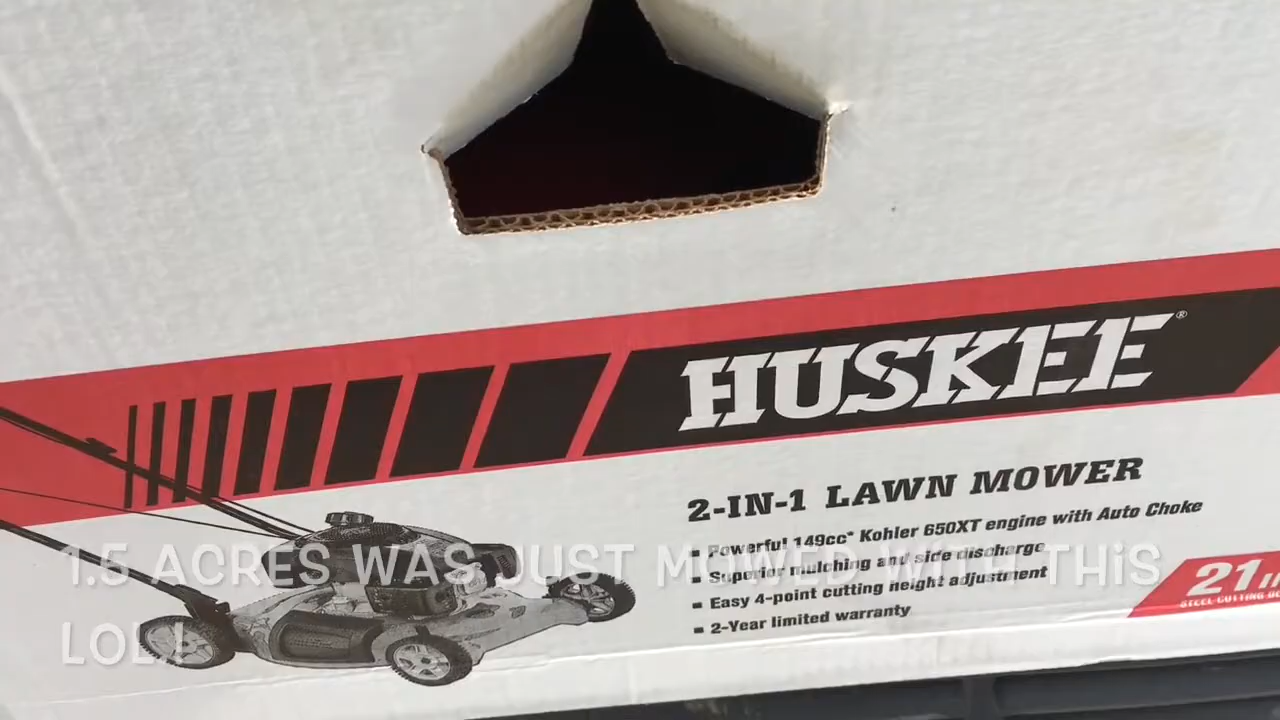 HUSKEE®
2-IN-1 LAWN MOWER
▪ Powerful 149cc* Kohler 650XT engine with Auto Choke
▪ Superior mulching and side discharge
▪ Easy 4-point cutting height adjustment
▪ 2-Year limited warranty
21
STEEL CUTTING
1.5 ACRES WAS JUST MOWED WITH THiS
LOL!